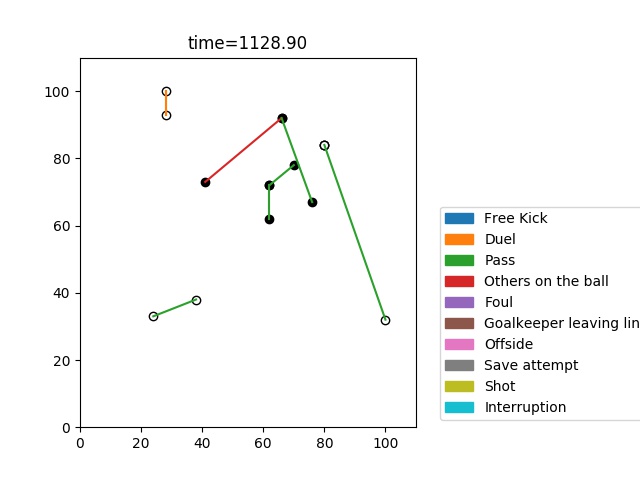 time=1128.90
100
80
60
40
20
0
0 20 40 60 80 100
Free Kick
Duel
Pass
Others on the ball
Foul
Goalkeeper leaving lin
Offside
Save attempt
Shot
Interruption